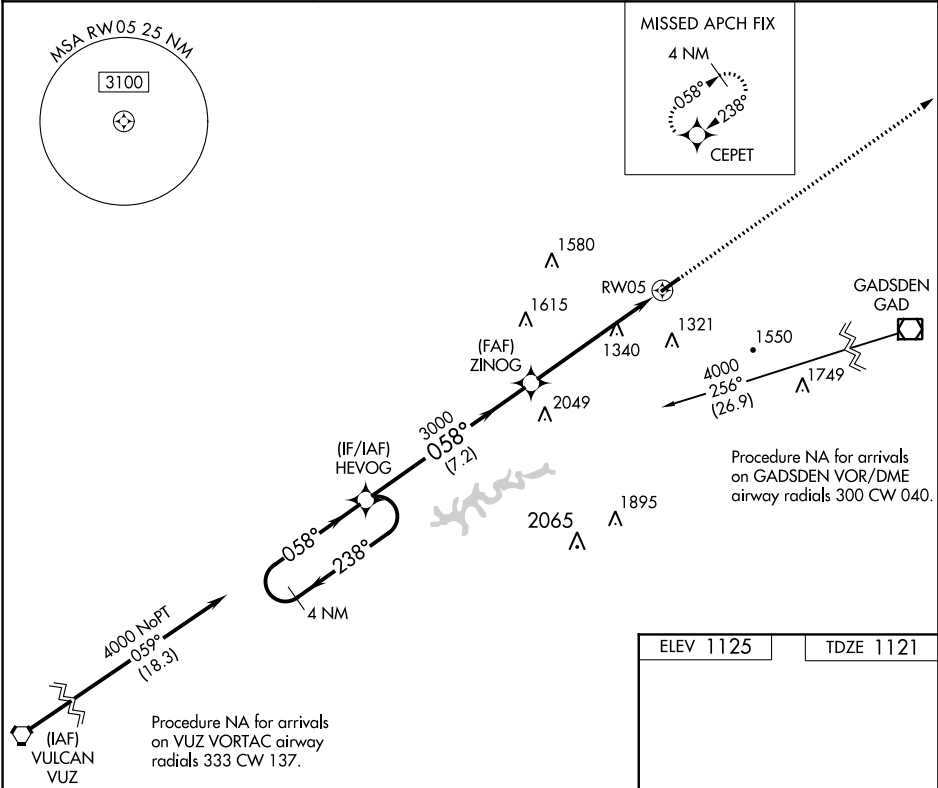 MSA RW05 25 NM
3100
MISSED APCH FIX
4 NM
058°
238°
CEPET
1580
1615
RW05
1340
1321
1550
GADSDEN
GAD
4000
256°
(26.9)
1749
(FAF)
ZINOG
2049
3000
058°
(7.2)
(IF/IAF)
HEVOG
Procedure NA for arrivals
on GADSDEN VOR/DME
airway radials 300 CW 040.
1895
2065
058°
238°
4 NM
4000 NoPT
059°
(18.3)
(IAF)
VULCAN
VUZ
Procedure NA for arrivals
on VUZ VORTAC airway
radials 333 CW 137.
ELEV 1125
TDZE 1121